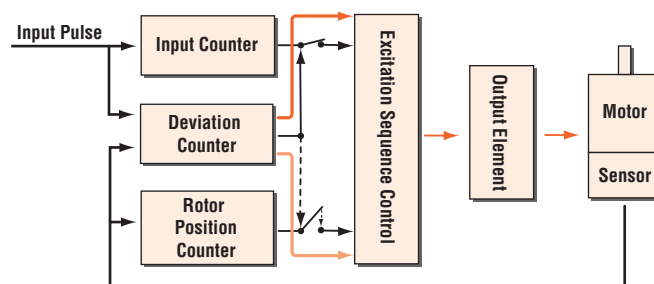 Input Pulse
Input Counter
Deviation
Counter
Rotor
Position
Counter
Excitation Sequence Control
Output Element
Motor
Sensor